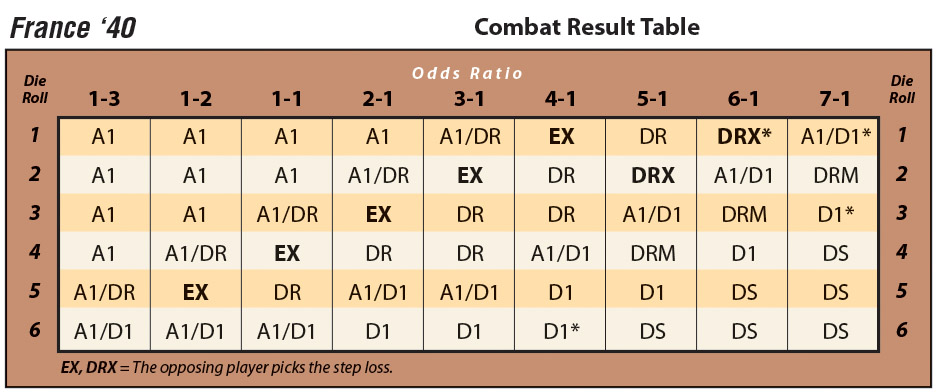 France ‘40 Combat Result Table
Odds Ratio
Die Roll 1-3 1-2 1-1 2-1 3-1 4-1 5-1 6-1 7-1 Die Roll
1 A1 A1 A1 A1 A1/DR EX DR DRX* A1/D1* 1
2 A1 A1 A1 A1/DR EX DR DRX A1/D1 DRM 2
3 A1 A1 A1/DR EX DR DR A1/D1 DRM D1* 3
4 A1 A1/DR EX DR DR A1/D1 DRM D1 DS 4
5 A1/DR EX DR A1/D1 A1/D1 D1 D1 DS DS 5
6 A1/D1 A1/D1 A1/D1 D1 D1 D1* DS DS DS 6
EX, DRX = The opposing player picks the step loss.